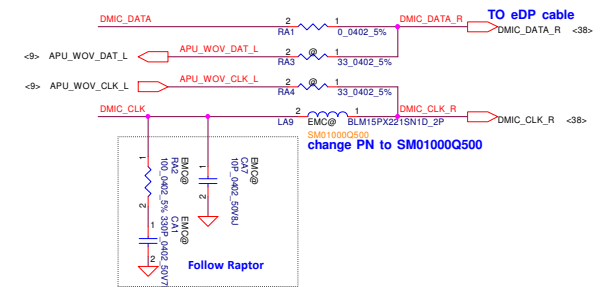 TO eDP cable
DMIC_DATA 2 1 DMIC_DATA_R
RA1 0_0402_5% DMIC_DATA_R <38>
<9> APU_WOV_DAT_L APU_WOV_DAT_L 2 @ 1
RA3 33_0402_5%
<9> APU_WOV_CLK_L APU_WOV_CLK_L 2 @ 1
RA4 33_0402_5%
DMIC_CLK 2 1 DMIC_CLK_R
LA9 EMC@ BLM15PX221SN1D_2P DMIC_CLK_R <38>
SM01000Q500
change PN to SM01000Q500
1 2
EMC@
RA2
100_0402_5%
1 2
EMC@
CA1
330P_0402_50V7
1 2
EMC@
CA7
10P_0402_50V8J
Follow Raptor